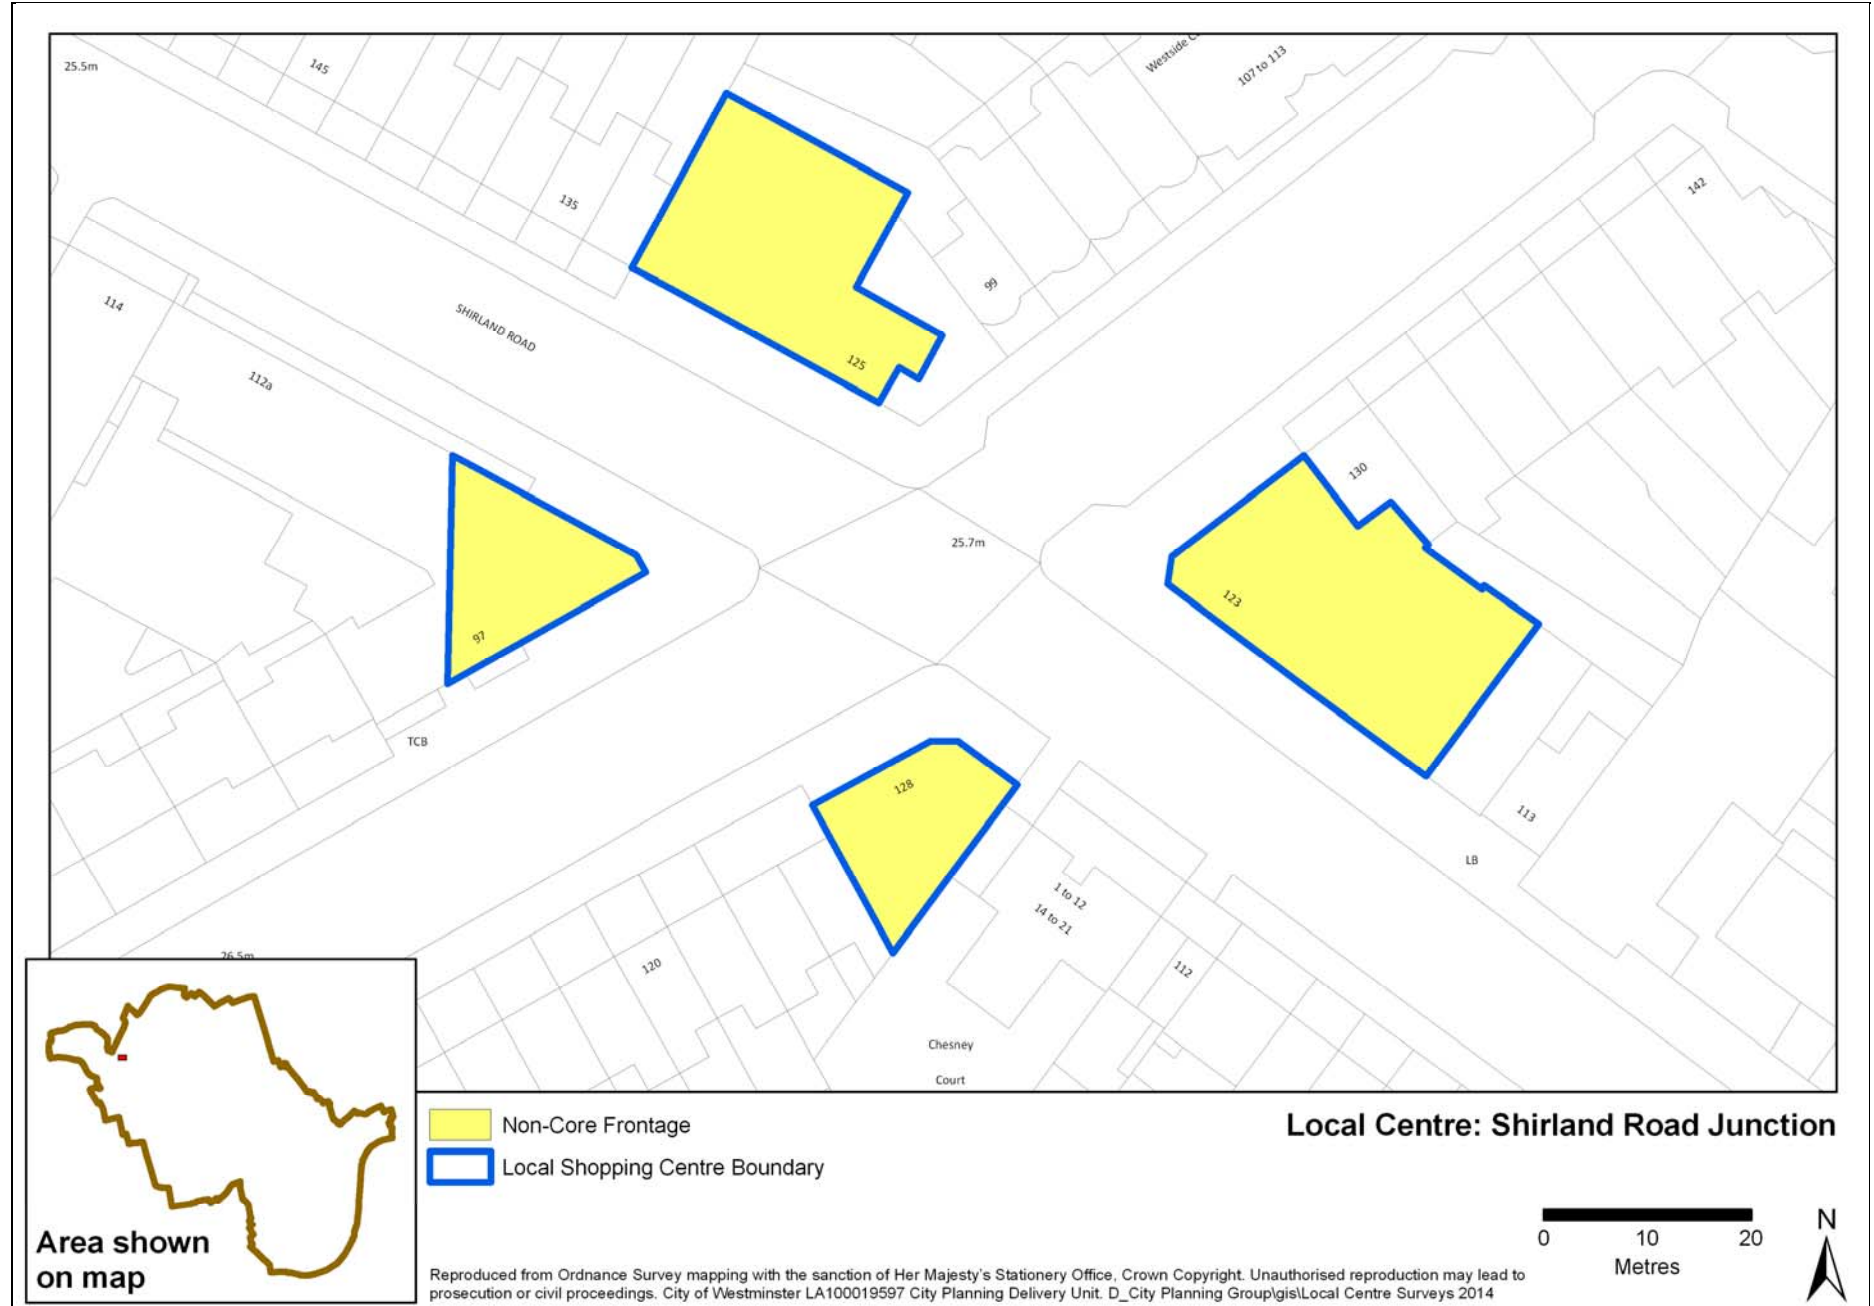 25.5m
145
Westside
107 to 113
142
135
99
114
SHIRLAND ROAD
125
112a
130
25.7m
123
97
TCB
128
113
LB
1 to 12
14 to 21
120
112
26.5m
Chesney
Court
Non-Core Frontage
Local Shopping Centre Boundary
Local Centre: Shirland Road Junction
Area shown
on map
0 10 20
Metres
N
Reproduced from Ordnance Survey mapping with the sanction of Her Majesty's Stationery Office, Crown Copyright. Unauthorised reproduction may lead to
prosecution or civil proceedings. City of Westminster LA100019597 City Planning Delivery Unit. D_City Planning Group\gis\Local Centre Surveys 2014